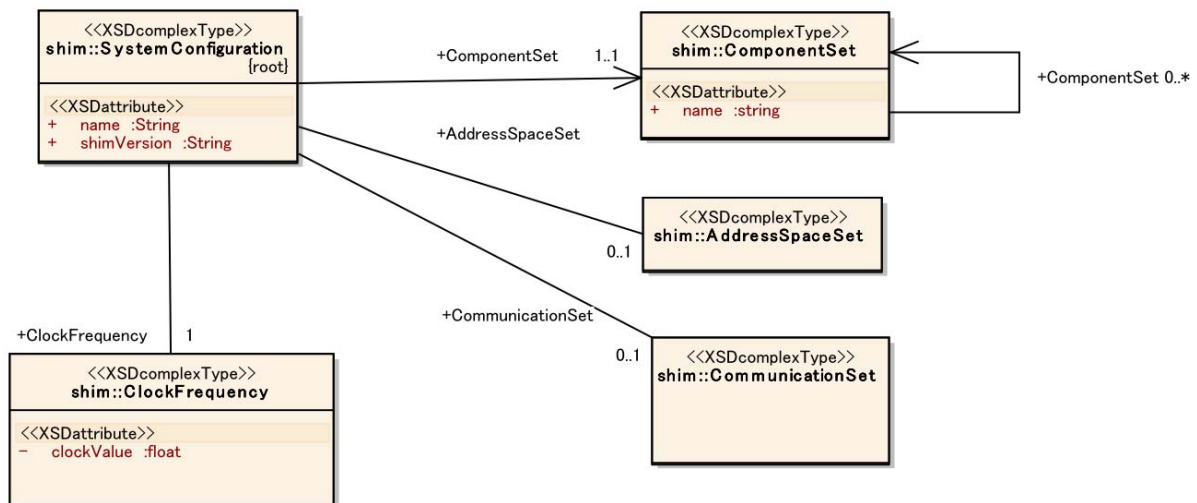 <<XSDcomplexType>>
shim::SystemConfiguration
{root}
<<XSDattribute>>
+ name :String
+ shimVersion :String
+ComponentSet
1..1
<<XSDcomplexType>>
shim::ComponentSet
<<XSDattribute>>
+ name :string
+ComponentSet 0..*
+AddressSpaceSet
0..1
<<XSDcomplexType>>
shim::AddressSpaceSet
+CommunicationSet
0..1
<<XSDcomplexType>>
shim::CommunicationSet
+ClockFrequency
1
<<XSDcomplexType>>
shim::ClockFrequency
<<XSDattribute>>
- clockValue :float